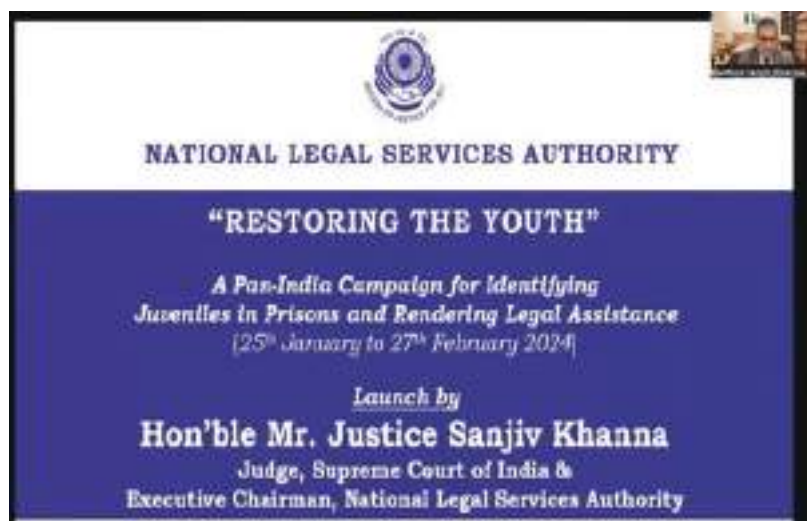 NATIONAL LEGAL SERVICES AUTHORITY
“RESTORING THE YOUTH”
A Pan-India Campaign for Identifying
Juveniles in Prisons and Rendering Legal Assistance
(25th January to 27th February 2024)
Launch by
Hon’ble Mr. Justice Sanjiv Khanna
Judge, Supreme Court of India &
Executive Chairman, National Legal Services Authority